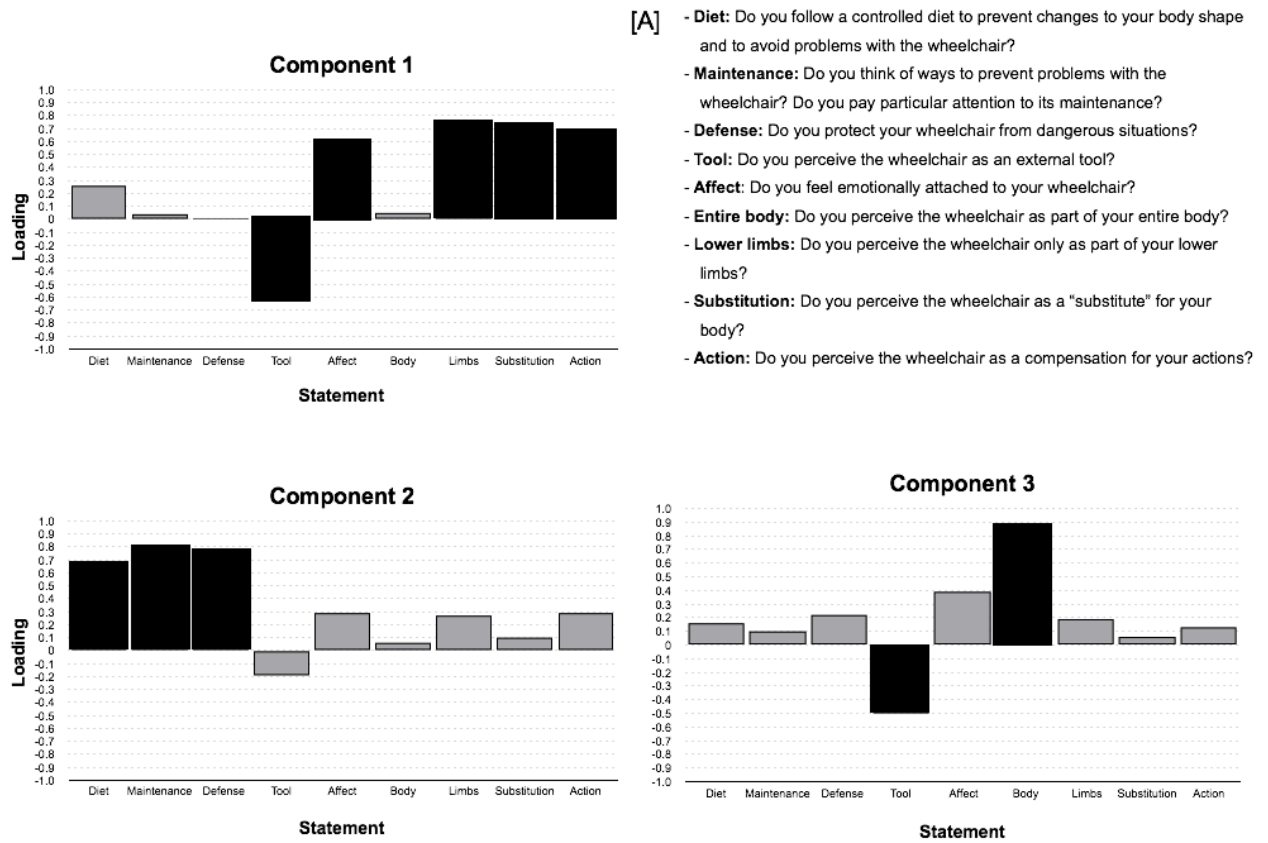 [A]
- Diet: Do you follow a controlled diet to prevent changes to your body shape
and to avoid problems with the wheelchair?
- Maintenance: Do you think of ways to prevent problems with the
wheelchair? Do you pay particular attention to its maintenance?
- Defense: Do you protect your wheelchair from dangerous situations?
- Tool: Do you perceive the wheelchair as an external tool?
- Affect: Do you feel emotionally attached to your wheelchair?
- Entire body: Do you perceive the wheelchair as part of your entire body?
- Lower limbs: Do you perceive the wheelchair only as part of your lower
limbs?
- Substitution: Do you perceive the wheelchair as a “substitute” for your
body?
- Action: Do you perceive the wheelchair as a compensation for your actions?
Component 1
Loading
1.0
0.9
0.8
0.7
0.6
0.5
0.4
0.3
0.2
0.1
0
-0.1
-0.2
-0.3
-0.4
-0.5
-0.6
-0.7
-0.8
-0.9
-1.0
Diet Maintenance Defense Tool Affect Body Limbs Substitution Action
Statement
Component 2
Loading
1.0
0.9
0.8
0.7
0.6
0.5
0.4
0.3
0.2
0.1
0
-0.1
-0.2
-0.3
-0.4
-0.5
-0.6
-0.7
-0.8
-0.9
-1.0
Diet Maintenance Defense Tool Affect Body Limbs Substitution Action
Statement
Component 3
1.0
0.9
0.8
0.7
0.6
0.5
0.4
0.3
0.2
0.1
0
-0.1
-0.2
-0.3
-0.4
-0.5
-0.6
-0.7
-0.8
-0.9
-1.0
Diet Maintenance Defense Tool Affect Body Limbs Substitution Action
Statement